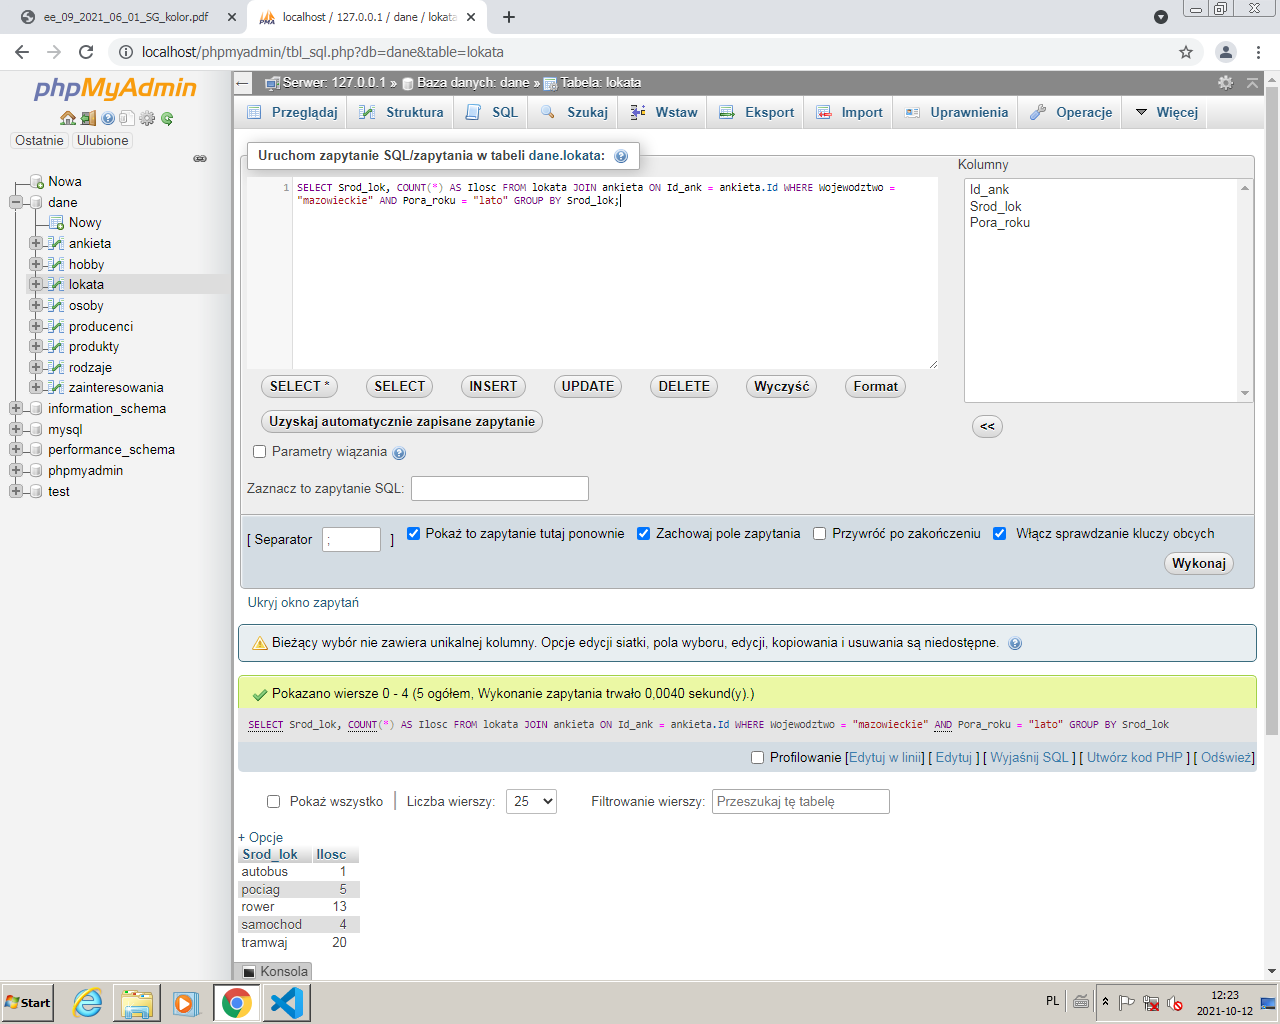 ee_09_2021_06_01_SG_kolor.pdf
localhost / 127.0.0.1 / dane / lokata
localhost/phpmyadmin/tbl_sql.php?db=dane&table=lokata
phpMyAdmin
Ostatnie Ulubione
Nowa
dane
Nowy
ankieta
hobby
lokata
osoby
producenci
produkty
rodzaje
zainteresowania
information_schema
mysql
performance_schema
phpmyadmin
test
Serwer: 127.0.0.1 » Baza danych: dane » Tabela: lokata
Przeglądaj Struktura SQL Szukaj Wstaw Eksport Import Uprawnienia Operacje Więcej
Uruchom zapytanie SQL/zapytania w tabeli dane.lokata:
1 SELECT Srod_lok, COUNT(*) AS Ilosc FROM lokata JOIN ankieta ON Id_ank = ankieta.Id WHERE Wojewodztwo =
"mazowieckie" AND Pora_roku = "lato" GROUP BY Srod_lok;
Kolumny
Id_ank
Srod_lok
Pora_roku
<<
SELECT * SELECT INSERT UPDATE DELETE Wyczyść Format
Uzyskaj automatycznie zapisane zapytanie
Parametry wiązania
Zaznacz to zapytanie SQL:
[ Separator ; ] Pokaż to zapytanie tutaj ponownie Zachowaj pole zapytania Przywróć po zakończeniu Włącz sprawdzanie kluczy obcych
Wykonaj
Ukryj okno zapytań
Bieżący wybór nie zawiera unikalnej kolumny. Opcje edycji siatki, pola wyboru, edycji, kopiowania i usuwania są niedostępne.
Pokazano wiersze 0 - 4 (5 ogółem, Wykonanie zapytania trwało 0,0040 sekund(y).)
SELECT Srod_lok, COUNT(*) AS Ilosc FROM lokata JOIN ankieta ON Id_ank = ankieta.Id WHERE Wojewodztwo = "mazowieckie" AND Pora_roku = "lato" GROUP BY Srod_lok
Profilowanie [Edytuj w linii] [ Edytuj ] [ Wyjaśnij SQL ] [ Utwórz kod PHP ] [ Odśwież]
Pokaż wszystko | Liczba wierszy: 25 Filtrowanie wierszy: Przeszukaj tę tabelę
+ Opcje
Srod_lok Ilosc
autobus 1
pociag 5
rower 13
samochod 4
tramwaj 20
Konsola
Start
PL
12:23
2021-10-12